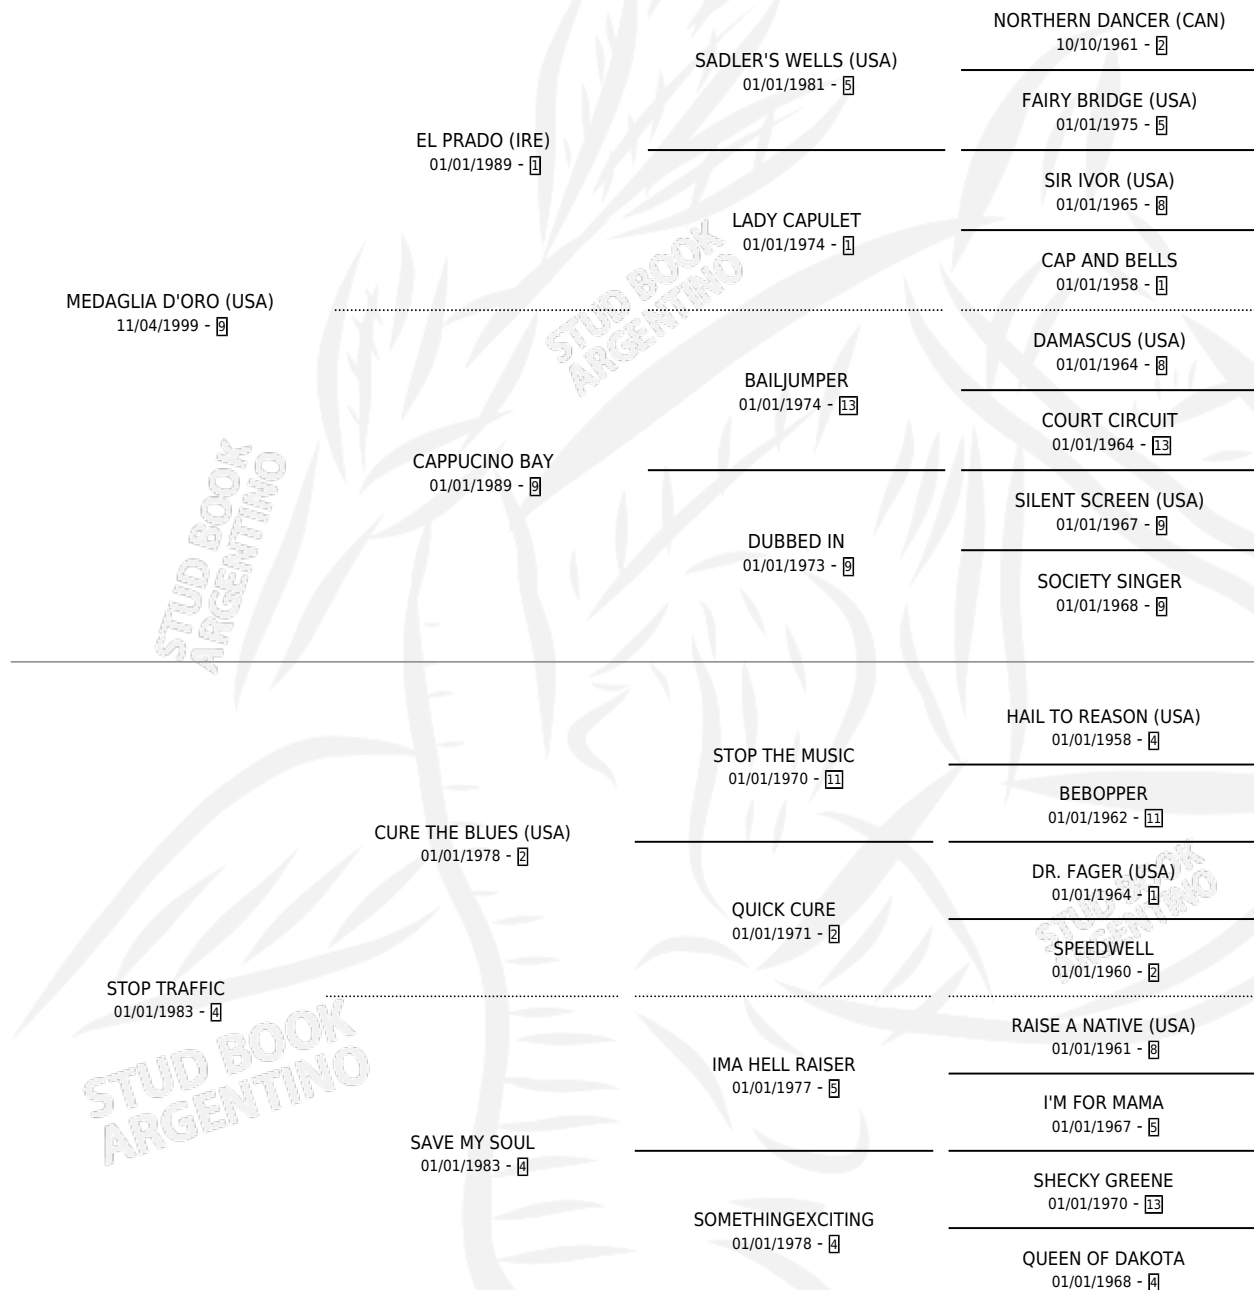 NORTHERN DANCER (CAN)
10/10/1961 - 2
SADLER'S WELLS (USA)
01/01/1981 - 5
FAIRY BRIDGE (USA)
01/01/1975 - 5
EL PRADO (IRE)
01/01/1989 - 1
SIR IVOR (USA)
01/01/1965 - 8
LADY CAPULET
01/01/1974 - 1
CAP AND BELLS
01/01/1958 - 1
MEDAGLIA D'ORO (USA)
11/04/1999 - 9
STUD BOOK
ARGENTINO
DAMASCUS (USA)
01/01/1964 - 8
BAILJUMPER
01/01/1974 - 13
COURT CIRCUIT
01/01/1964 - 13
CAPPUCINO BAY
01/01/1989 - 9
SILENT SCREEN (USA)
01/01/1967 - 9
DUBBED IN
01/01/1973 - 9
SOCIETY SINGER
01/01/1968 - 9
STUD BOOK
ARGENTINO
HAIL TO REASON (USA)
01/01/1958 - 4
STOP THE MUSIC
01/01/1970 - 11
BEBOPPER
01/01/1962 - 11
CURE THE BLUES (USA)
01/01/1978 - 2
DR. FAGER (USA)
01/01/1964 - 1
QUICK CURE
01/01/1971 - 2
SPEEDWELL
01/01/1960 - 2
STUD BOOK
ARGENTINO
STOP TRAFFIC
01/01/1983 - 4
RAISE A NATIVE (USA)
01/01/1961 - 8
IMA HELL RAISER
01/01/1977 - 5
I'M FOR MAMA
01/01/1967 - 5
STUD BOOK
ARGENTINO
SAVE MY SOUL
01/01/1983 - 4
SHECKY GREENE
01/01/1970 - 13
SOMETHINGEXCITING
01/01/1978 - 4
QUEEN OF DAKOTA
01/01/1968 - 4